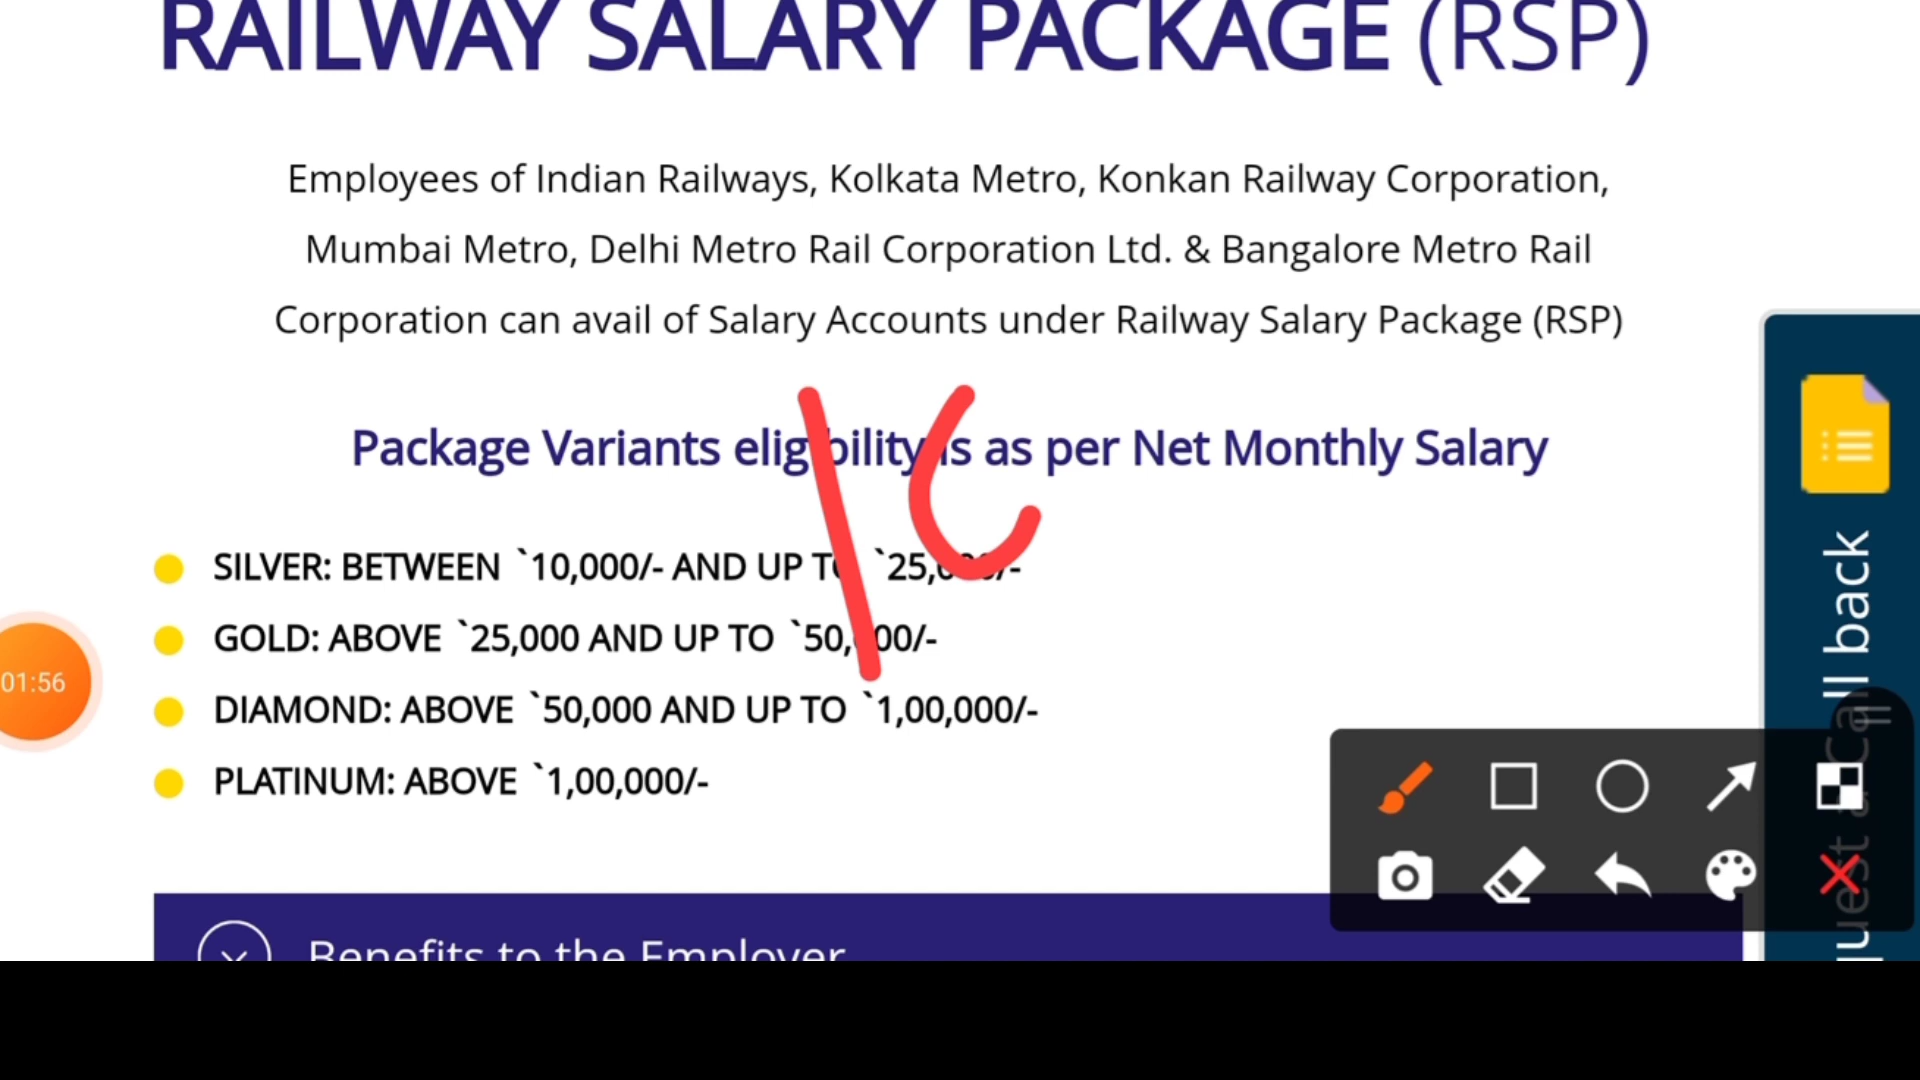 RAILWAY SALARY PACKAGE (RSP)
Employees of Indian Railways, Kolkata Metro, Konkan Railway Corporation,
Mumbai Metro, Delhi Metro Rail Corporation Ltd. & Bangalore Metro Rail
Corporation can avail of Salary Accounts under Railway Salary Package (RSP)
Package Variants eligibility is as per Net Monthly Salary
SILVER: BETWEEN `10,000/- AND UP TO `25,000/-
GOLD: ABOVE `25,000 AND UP TO `50,000/-
DIAMOND: ABOVE `50,000 AND UP TO `1,00,000/-
PLATINUM: ABOVE `1,00,000/-
01:56
Call back
Benefits to the Employer